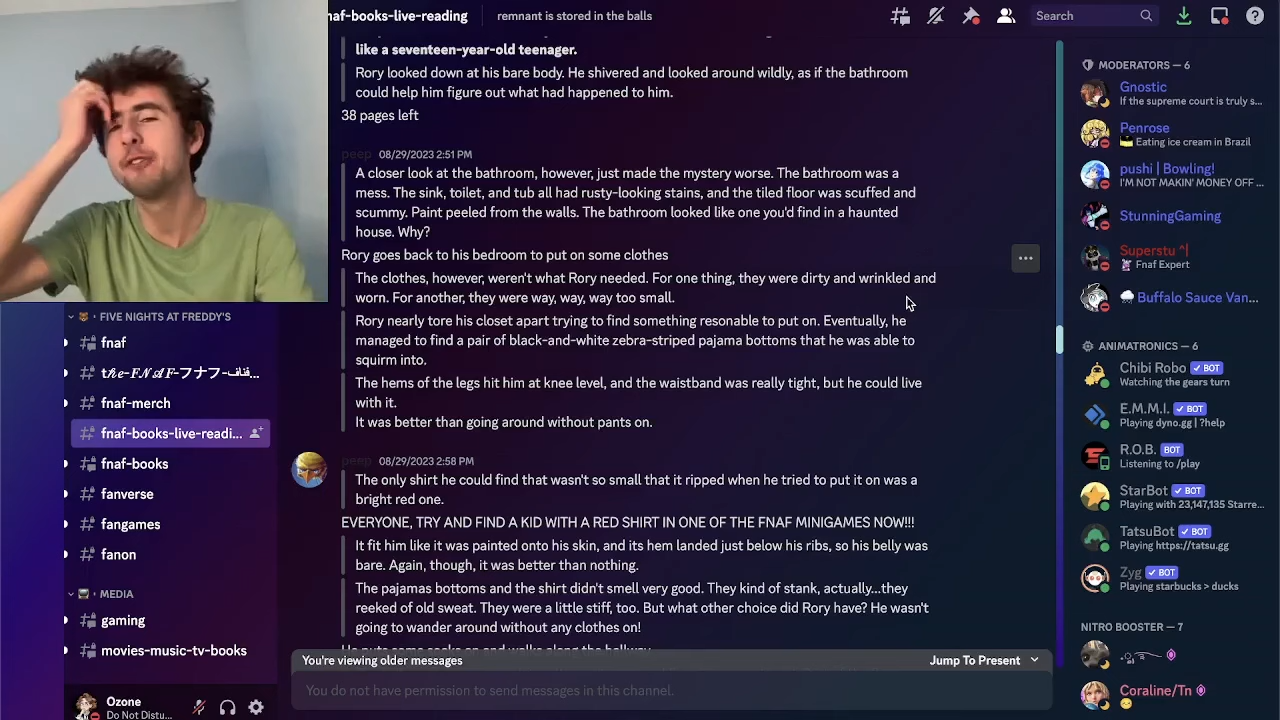 fnaf-books-live-reading
remnant is stored in the balls
Search
like a seventeen-year-old teenager.
Rory looked down at his bare body. He shivered and looked around wildly, as if the bathroom
could help him figure out what had happened to him.
38 pages left
peep 08/29/2023 2:51 PM
A closer look at the bathroom, however, just made the mystery worse. The bathroom was a
mess. The sink, toilet, and tub all had rusty-looking stains, and the tiled floor was scuffed and
scummy. Paint peeled from the walls. The bathroom looked like one you'd find in a haunted
house. Why?
Rory goes back to his bedroom to put on some clothes
The clothes, however, weren't what Rory needed. For one thing, they were dirty and wrinkled and
worn. For another, they were way, way, way too small.
Rory nearly tore his closet apart trying to find something resonable to put on. Eventually, he
managed to find a pair of black-and-white zebra-striped pajama bottoms that he was able to
squirm into.
The hems of the legs hit him at knee level, and the waistband was really tight, but he could live
with it.
It was better than going around without pants on.
peep 08/29/2023 2:58 PM
The only shirt he could find that wasn't so small that it ripped when he tried to put it on was a
bright red one.
EVERYONE, TRY AND FIND A KID WITH A RED SHIRT IN ONE OF THE FNAF MINIGAMES NOW!!!
It fit him like it was painted onto his skin, and its hem landed just below his ribs, so his belly was
bare. Again, though, it was better than nothing.
The pajamas bottoms and the shirt didn't smell very good. They kind of stank, actually...they
reeked of old sweat. They were a little stiff, too. But what other choice did Rory have? He wasn't
going to wander around without any clothes on!
He puts some socks on and walks along the hallway
You're viewing older messages
Jump To Present
You do not have permission to send messages in this channel.
FIVE NIGHTS AT FREDDY'S
fnaf
fnaf-merch
fnaf-books-live-readi...
fnaf-books
fanverse
fangames
fanon
MEDIA
gaming
movies-music-tv-books
Ozone
Do Not Distu...
MODERATORS — 6
Gnostic
If the supreme court is truly s...
Penrose
Eating ice cream in Brazil
pushi | Bowling!
I'M NOT MAKIN' MONEY OFF ...
StunningGaming
Superstu ^|
Fnaf Expert
Buffalo Sauce Van...
ANIMATRONICS — 6
Chibi Robo BOT
Watching the gears turn
E.M.M.I. BOT
Playing dyno.gg | ?help
R.O.B. BOT
Listening to /play
StarBot BOT
Playing with 23,147,135 Starre...
TatsuBot BOT
Playing https://tatsu.gg
Zyg BOT
Playing starbucks > ducks
NITRO BOOSTER — 7
Coraline/Tn